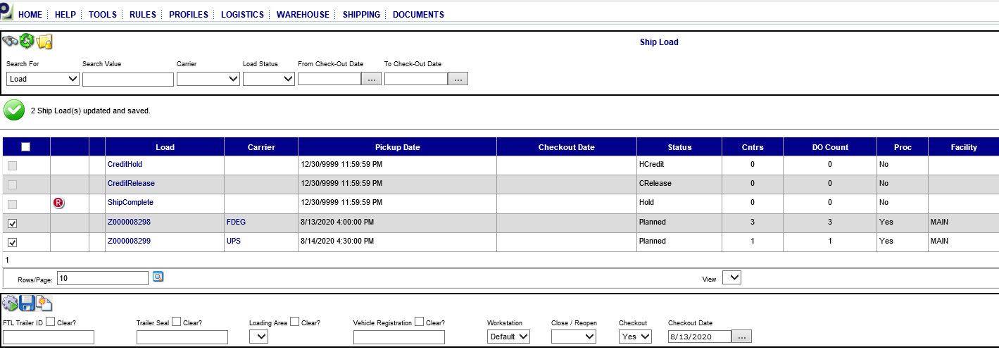 HOME HELP TOOLS RULES PROFILES LOGISTICS WAREHOUSE SHIPPING DOCUMENTS
Ship Load
Search For Search Value Carrier Load Status From Check-Out Date To Check-Out Date
Load ... ...
2 Ship Load(s) updated and saved.
Load Carrier Pickup Date Checkout Date Status Cntrs DO Count Proc Facility
CreditHold 12/30/9999 11:59:59 PM HCredit 0 0 No
CreditRelease 12/30/9999 11:59:59 PM CRelease 0 0 No
R ShipComplete 12/30/9999 11:59:59 PM Hold 0 0 No
Z000008298 FDEG 8/13/2020 4:00:00 PM Planned 3 3 Yes MAIN
Z000008299 UPS 8/14/2020 4:30:00 PM Planned 1 1 Yes MAIN
1
Rows/Page: 10 View
FTL Trailer ID Clear? Trailer Seal Clear? Loading Area Clear? Vehicle Registration Clear? Workstation Close / Reopen Checkout Checkout Date
Default Yes 8/13/2020 ...